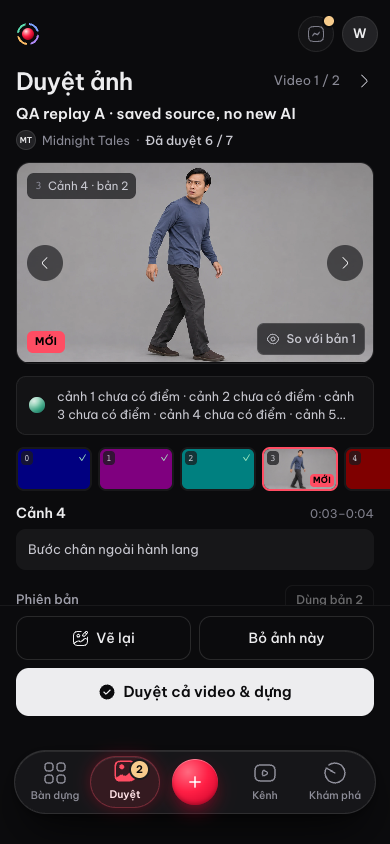 W
Duyệt ảnh
Video 1 / 2
QA replay A · saved source, no new AI
MT Midnight Tales · Đã duyệt 6 / 7
3 Cảnh 4 · bản 2
MỚI
So với bản 1
cảnh 1 chưa có điểm · cảnh 2 chưa có điểm · cảnh
3 chưa có điểm · cảnh 4 chưa có điểm · cảnh 5...
0 1 2 3 4
MỚI
Cảnh 4 0:03–0:04
Bước chân ngoài hành lang
Phiên bản Dùng bản 2
Vẽ lại Bỏ ảnh này
Duyệt cả video & dựng
2
Bàn dựng Duyệt Kênh Khám phá